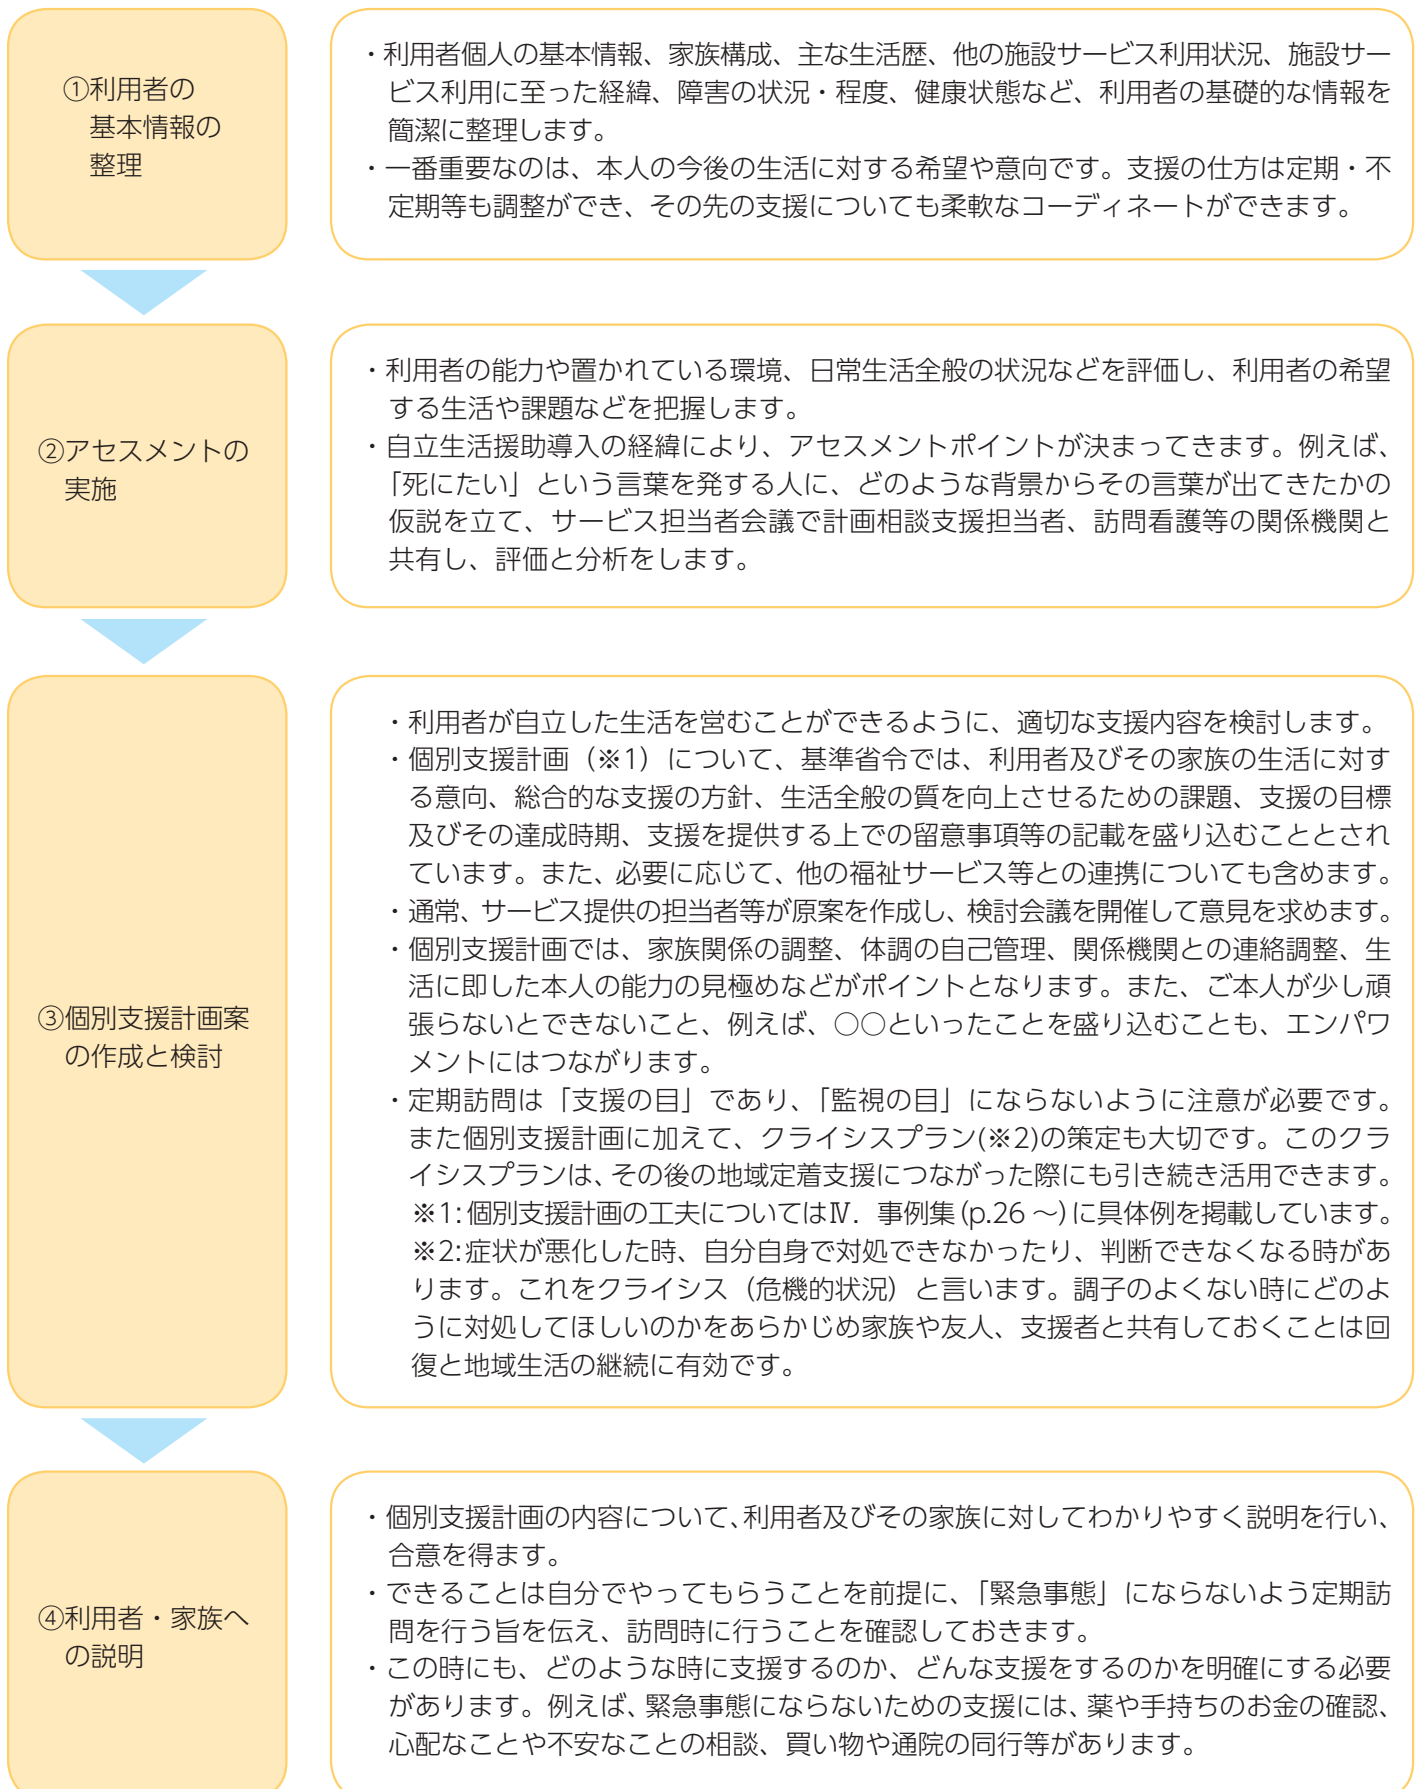 ①利用者の
基本情報の
整理
・利用者個人の基本情報、家族構成、主な生活歴、他の施設サービス利用状況、施設サー
ビス利用に至った経緯、障害の状況・程度、健康状態など、利用者の基礎的な情報を
簡潔に整理します。
・一番重要なのは、本人の今後の生活に対する希望や意向です。支援の仕方は定期・不
定期等も調整ができ、その先の支援についても柔軟なコーディネートができます。
②アセスメントの
実施
・利用者の能力や置かれている環境、日常生活全般の状況などを評価し、利用者の希望
する生活や課題などを把握します。
・自立生活援助導入の経緯により、アセスメントポイントが決まってきます。例えば、
「死にたい」という言葉を発する人に、どのような背景からその言葉が出てきたかの
仮説を立て、サービス担当者会議で計画相談支援担当者、訪問看護等の関係機関と
共有し、評価と分析をします。
③個別支援計画案
の作成と検討
・利用者が自立した生活を営むことができるように、適切な支援内容を検討します。
・個別支援計画（※1）について、基準省令では、利用者及びその家族の生活に対す
る意向、総合的な支援の方針、生活全般の質を向上させるための課題、支援の目標
及びその達成時期、支援を提供する上での留意事項等の記載を盛り込むこととされ
ています。また、必要に応じて、他の福祉サービス等との連携についても含めます。
・通常、サービス提供の担当者等が原案を作成し、検討会議を開催して意見を求めます。
・個別支援計画では、家族関係の調整、体調の自己管理、関係機関との連絡調整、生
活に即した本人の能力の見極めなどがポイントとなります。また、ご本人が少し頑
張らないとできないこと、例えば、○○といったことを盛り込むことも、エンパワ
メントにはつながります。
・定期訪問は「支援の目」であり、「監視の目」にならないように注意が必要です。
また個別支援計画に加えて、クライシスプラン(※2)の策定も大切です。このクラ
イシスプランは、その後の地域定着支援につながった際にも引き続き活用できます。
※1:個別支援計画の工夫についてはⅣ．事例集(p.26～)に具体例を掲載しています。
※2:症状が悪化した時、自分自身で対処できなかったり、判断できなくなる時があ
ります。これをクライシス（危機的状況）と言います。調子のよくない時にどのよ
うに対処してほしいのかをあらかじめ家族や友人、支援者と共有しておくことは回
復と地域生活の継続に有効です。
④利用者・家族へ
の説明
・個別支援計画の内容について、利用者及びその家族に対してわかりやすく説明を行い、
合意を得ます。
・できることは自分でやってもらうことを前提に、「緊急事態」にならないよう定期訪
問を行う旨を伝え、訪問時に行うことを確認しておきます。
・この時にも、どのような時に支援するのか、どんな支援をするのかを明確にする必要
があります。例えば、緊急事態にならないための支援には、薬や手持ちのお金の確認、
心配なことや不安なことの相談、買い物や通院の同行等があります。